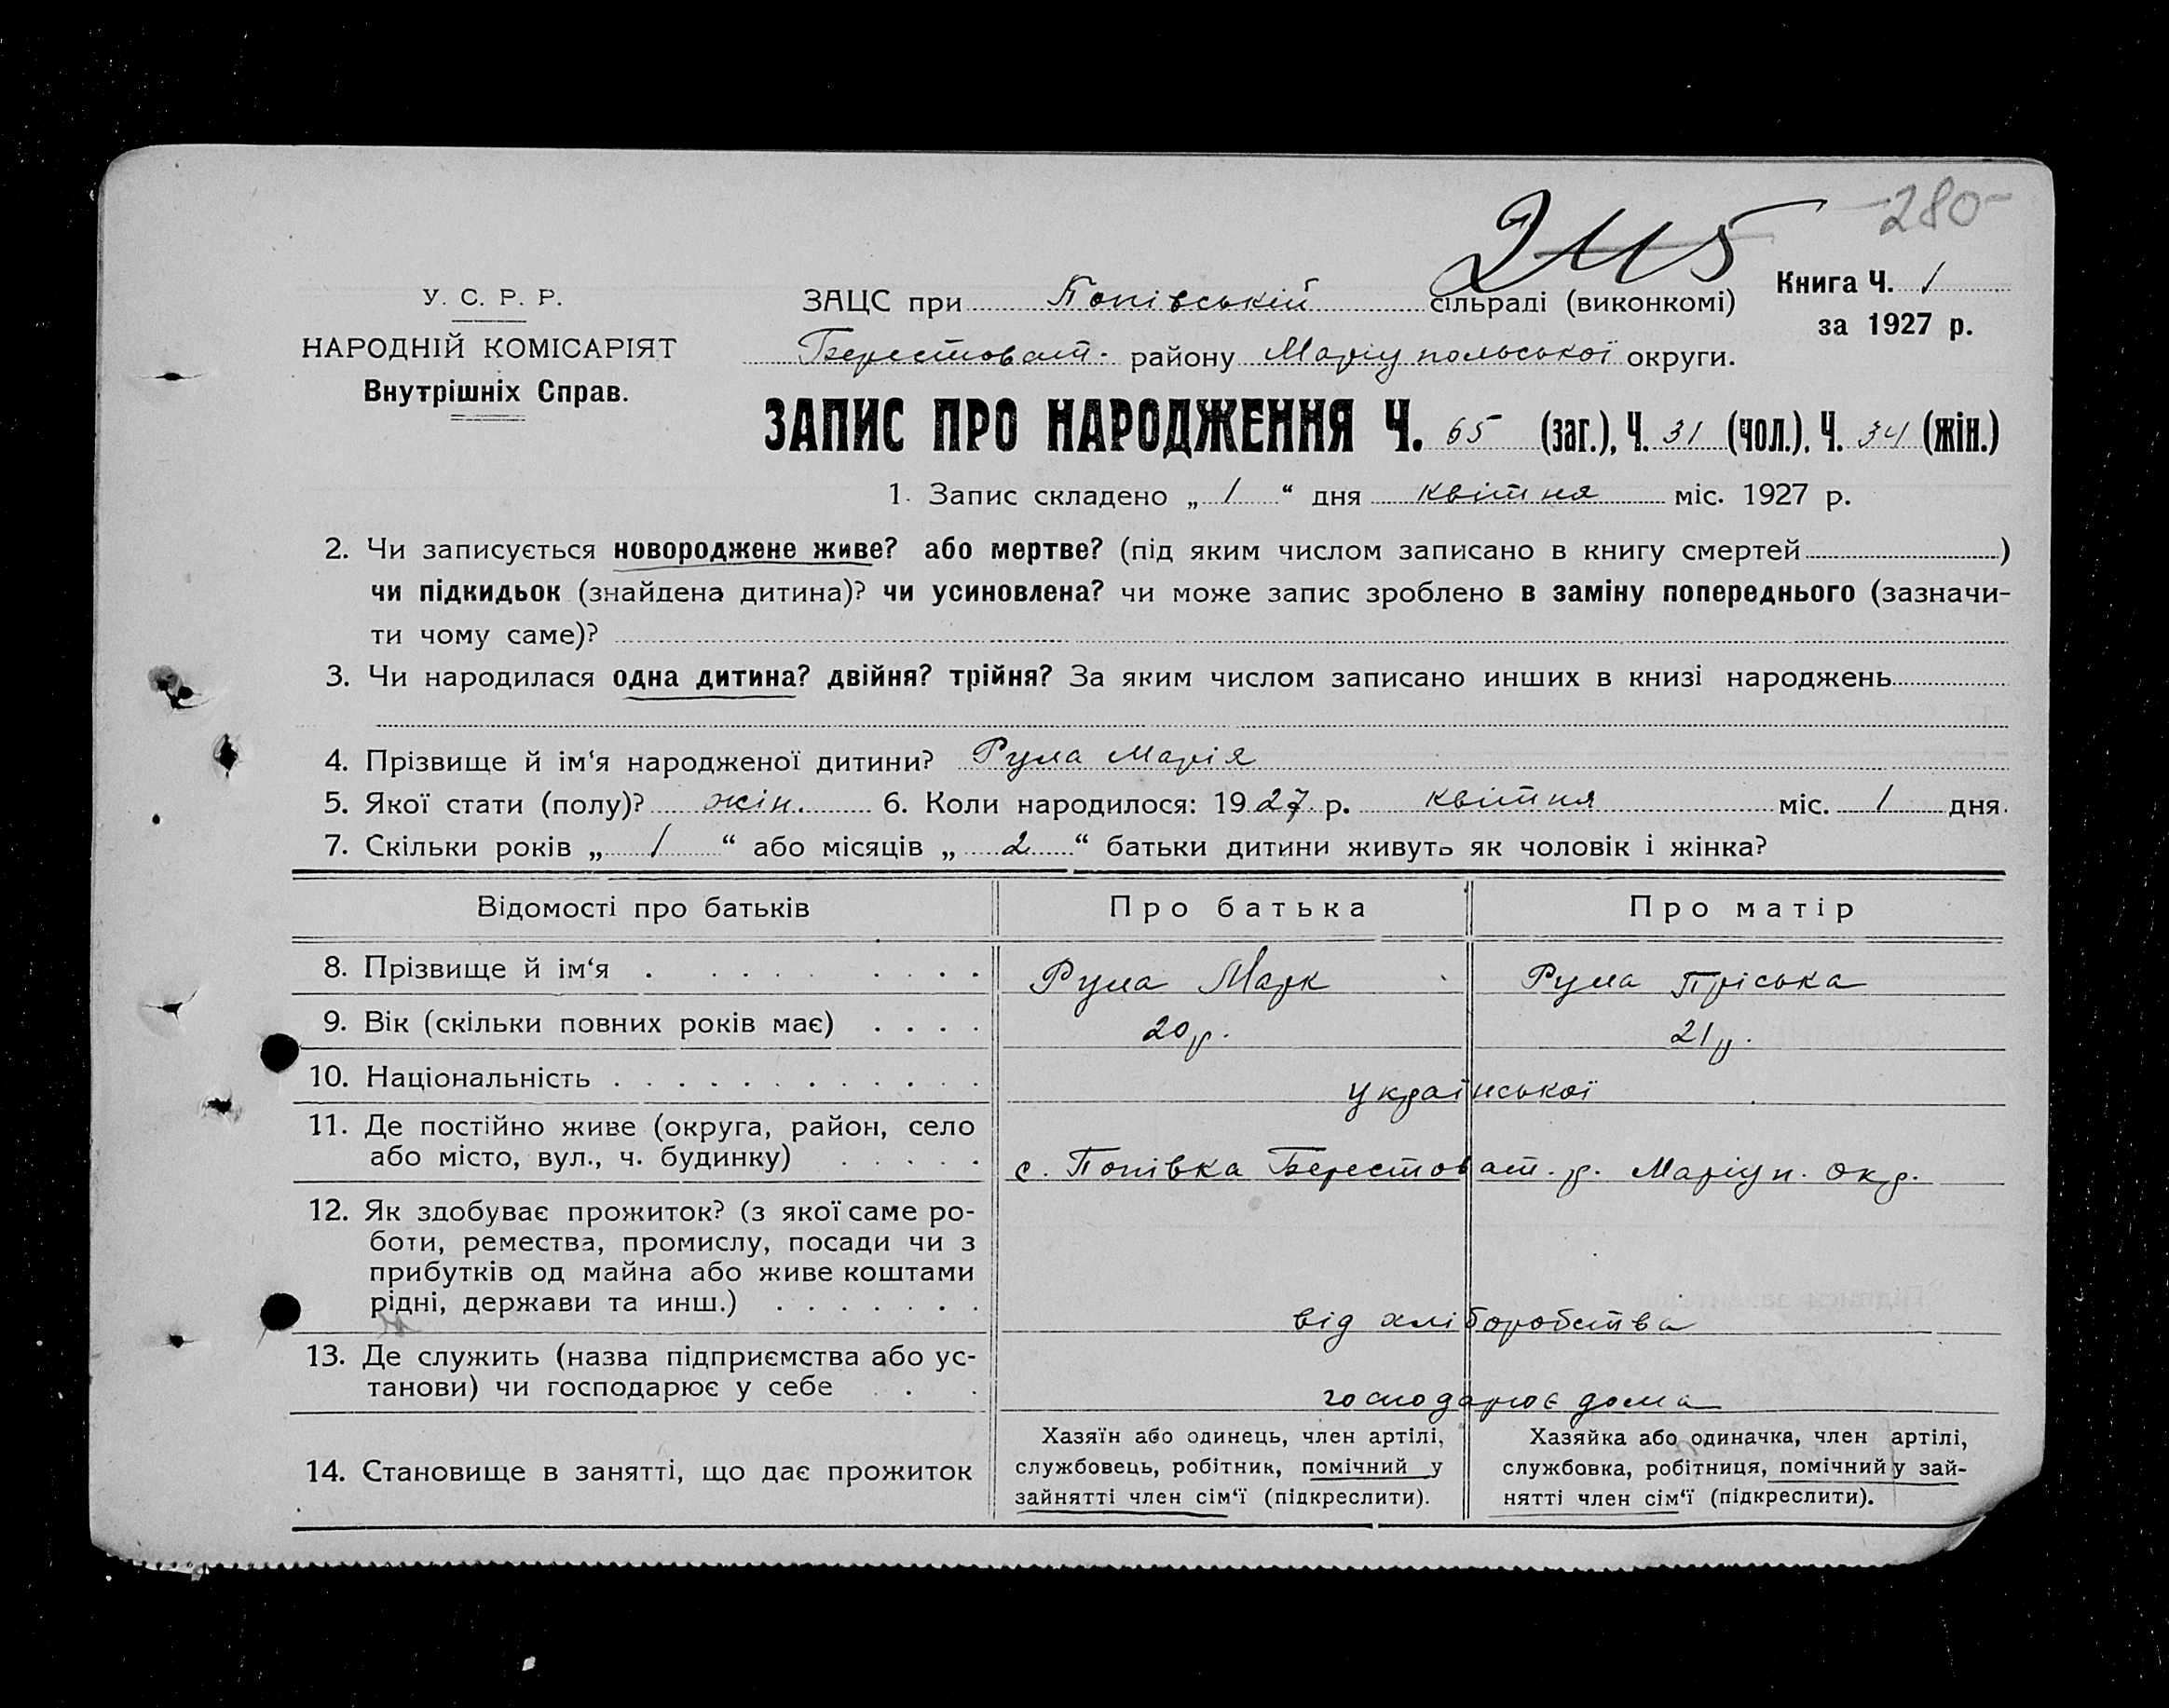 -280-
245
У. С. Р. Р.
НАРОДНІЙ КОМІСАРІЯТ
Внутрішніх Справ.
ЗАЦС при Попівській сільраді (виконкомі)
Книга Ч. 1
за 1927 р.
Берестоват. району Маріупольської округи.
ЗАПИС ПРО НАРОДЖЕННЯ Ч. 65 (заг.), Ч. 31 (чол.), Ч. 34 (жін.)
1. Запис складено „ 1 “ дня квітня міс. 1927 р.
2. Чи записується новороджене живе? або мертве? (під яким числом записано в книгу смертей )
чи підкидьок (знайдена дитина)? чи усиновлена? чи може запис зроблено в заміну попереднього (зазначи-
ти чому саме)?
3. Чи народилася одна дитина? двійня? трійня? За яким числом записано инших в книзі народжень
4. Прізвище й ім‘я народженої дитини? Рула Марія
5. Якої стати (полу)? жін. 6. Коли народилося: 1927 р. квітня міс. 1 дня.
7. Скільки років „ 1 “ або місяців „ 2 “ батьки дитини живуть як чоловік і жінка?
Відомості про батьків Про батька Про матір
8. Прізвище й ім‘я Рула Марк Рула Пріська
9. Вік (скільки повних років має) 20 р. 21 р.
10. Національність української
11. Де постійно живе (округа, район, село
або місто, вул., ч. будинку) с. Попівка Берестоват. р. Маріуп. окр.
12. Як здобуває прожиток? (з якої саме ро-
боти, ремества, промислу, посади чи з
прибутків од майна або живе коштами
рідні, держави та инш.) від хліборобства
13. Де служить (назва підприємства або ус-
танови) чи господарює у себе господарює дома
14. Становище в занятті, що дає прожиток
Хазяїн або одинець, член артілі,
службовець, робітник, помічний у
зайнятті член сім‘ї (підкреслити).
Хазяйка або одиначка, член артілі,
службовка, робітниця, помічний у зай-
нятті член сім‘ї (підкреслити).